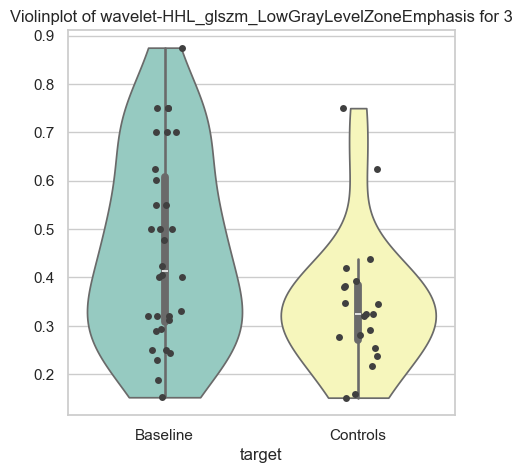 Violinplot of wavelet-HHL_glszm_LowGrayLevelZoneEmphasis for 3
0.9
0.8
0.7
0.6
0.5
0.4
0.3
0.2
Baseline Controls
target